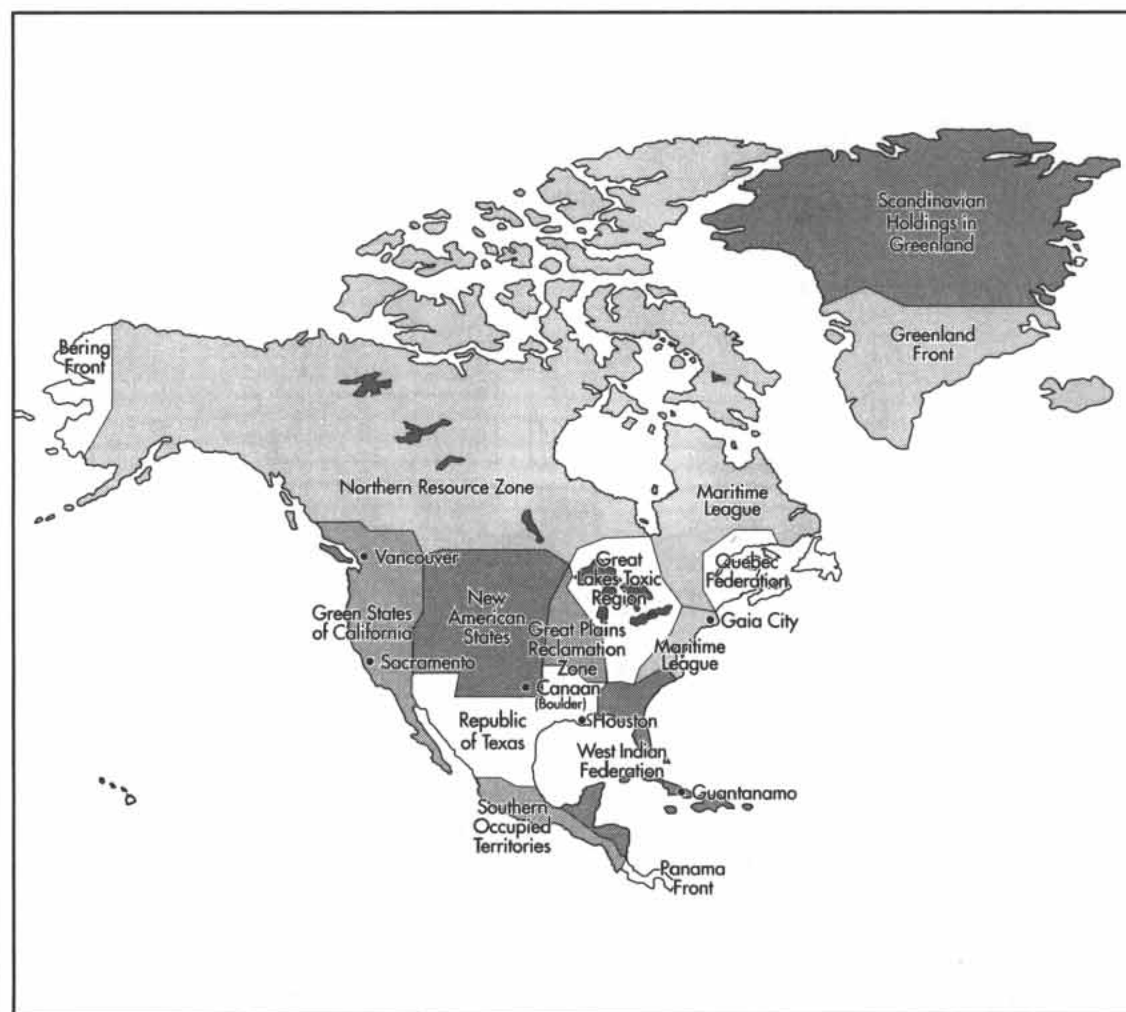 Scandinavian
Holdings in
Greenland
Bering
Front
Greenland
Front
Northern Resource Zone
Maritime
League
Vancouver
Great
Lakes Toxic
Region
Quebec
Federation
New
American
States
Green States
of California
Great Plains
Reclamation
Zone
Gaia City
Maritime
League
Sacramento
Canaan
(Boulder)
Republic
of Texas
Houston
West Indian
Federation
Guantanamo
Southern
Occupied
Territories
Panama
Front